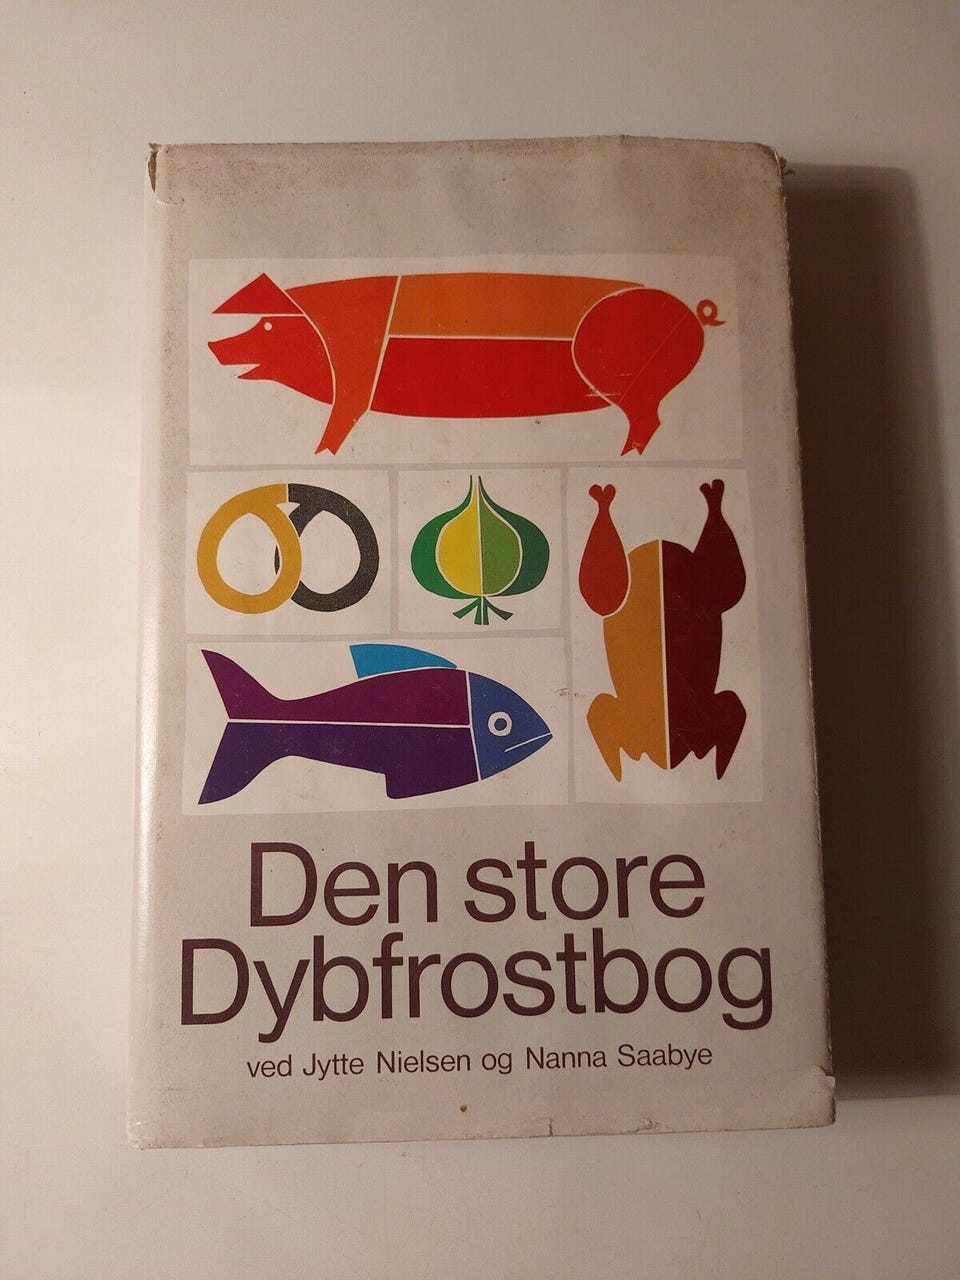 Den store
Dybfrostbog
ved Jytte Nielsen og Nanna Saabye